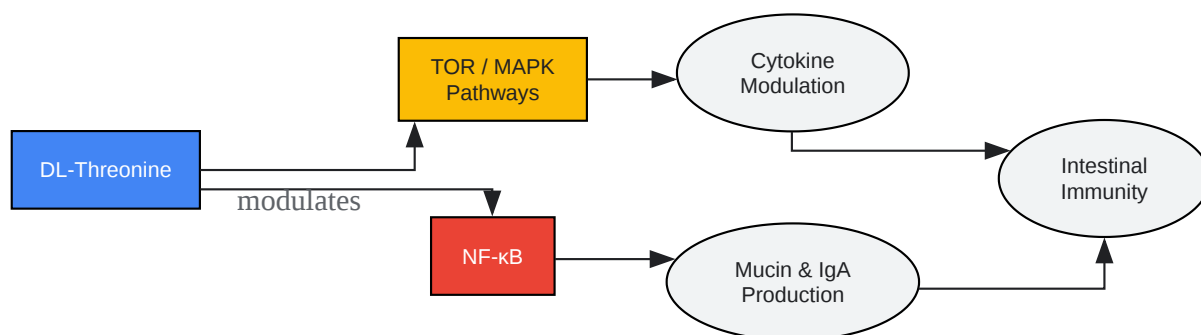 TOR / MAPK
Pathways
Cytokine
Modulation
DL-Threonine
modulates
Intestinal
Immunity
NF-κB
Mucin & IgA
Production